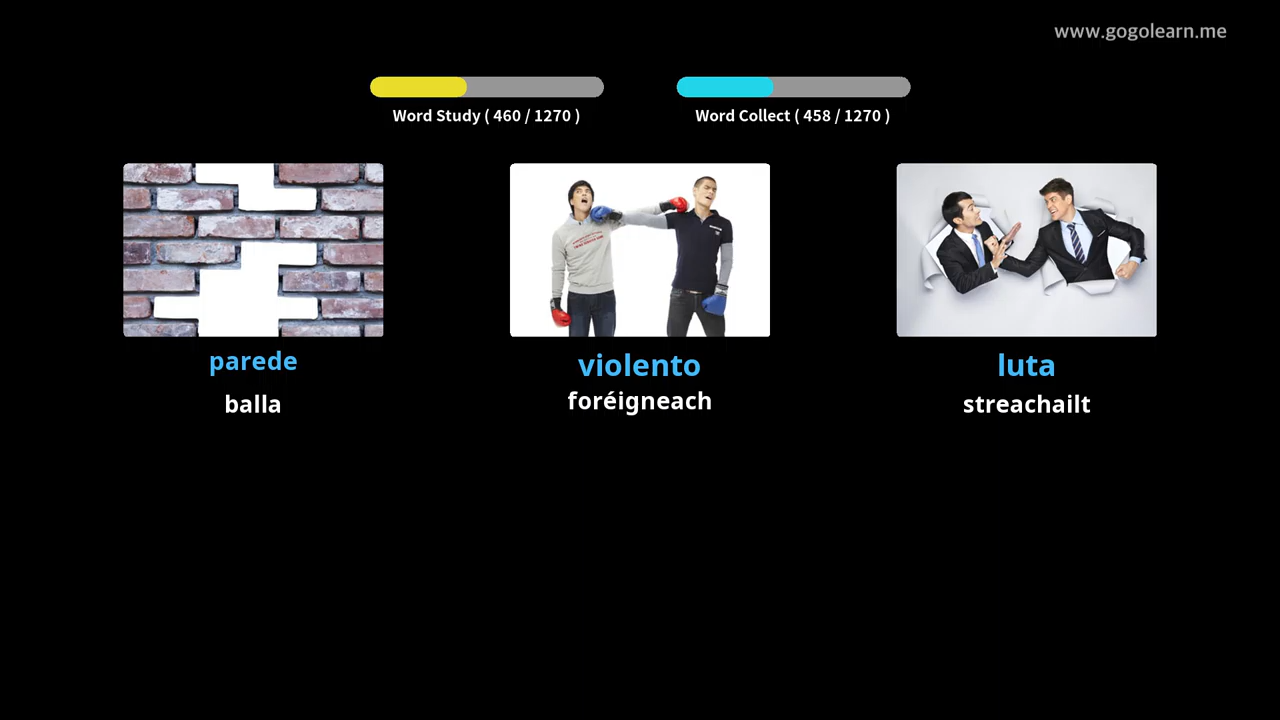 www.gogolearn.me
Word Study ( 460 / 1270 )
Word Collect ( 458 / 1270 )
parede
balla
violento
foréigneach
luta
streachailt